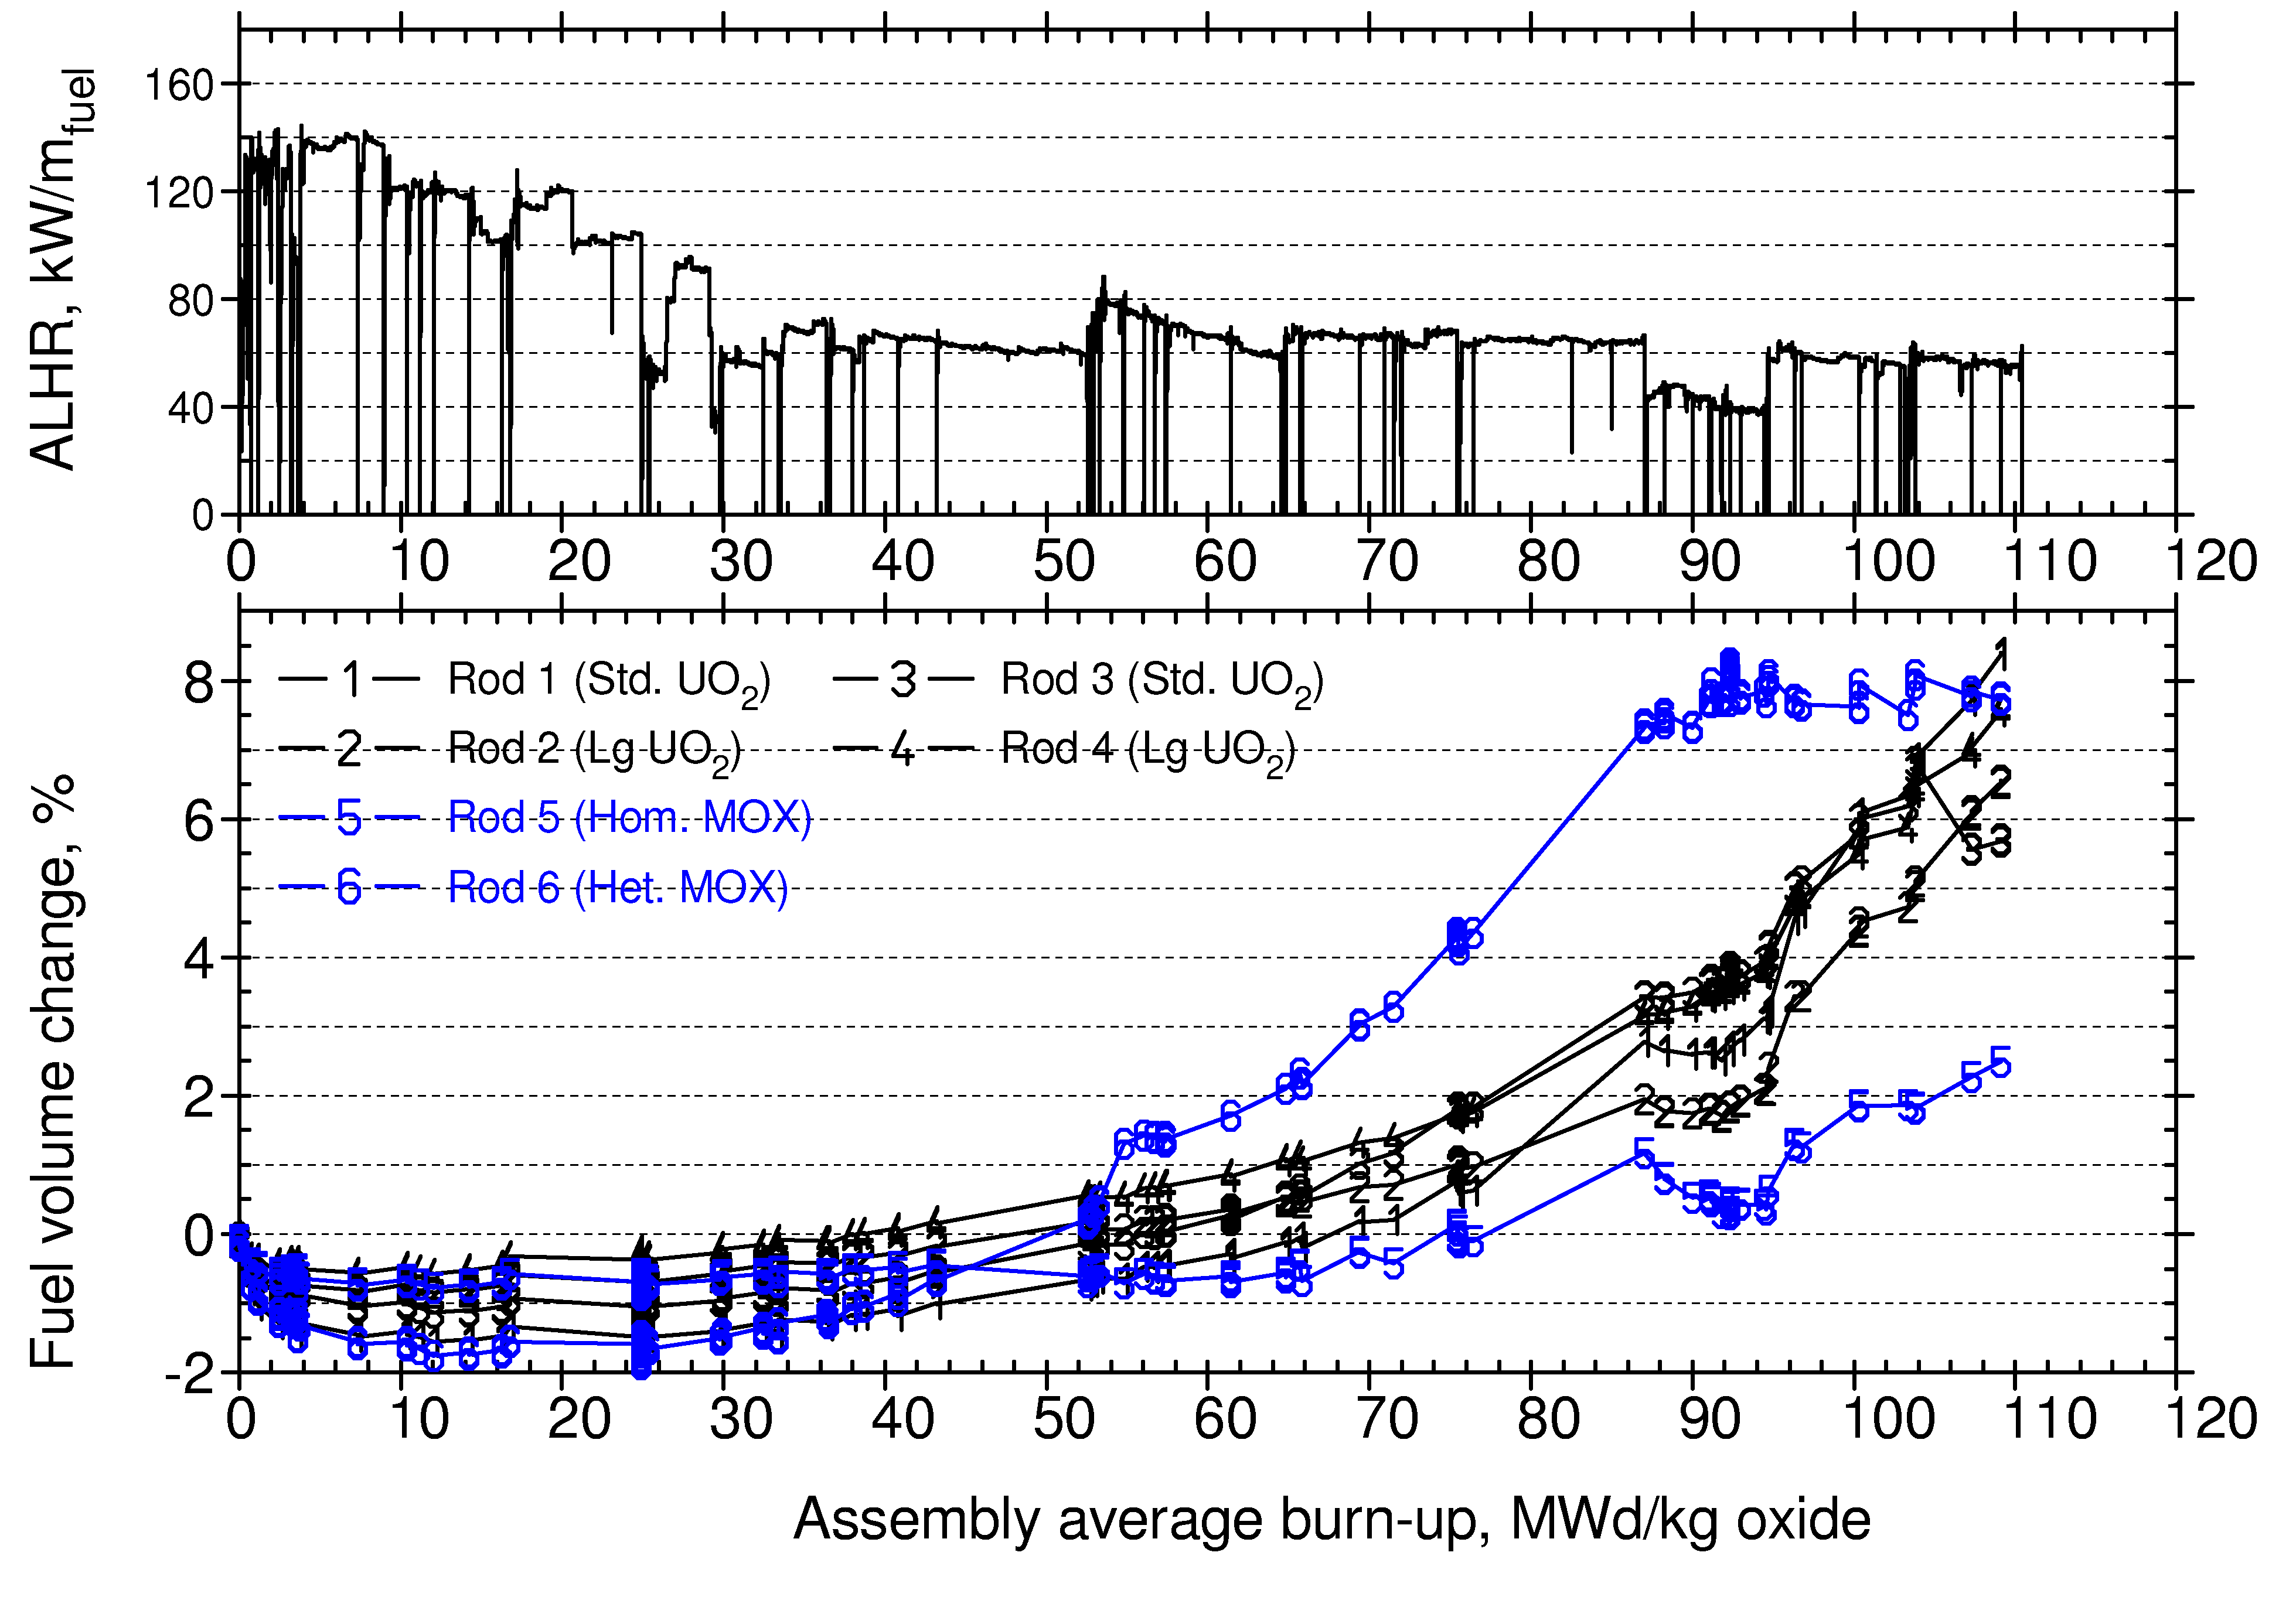 ALHR, kW/m_fuel
160
120
80
40
0
0 10 20 30 40 50 60 70 80 90 100 110 120
Fuel volume change, %
8
6
4
2
0
-2
1 Rod 1 (Std. UO₂) 3 Rod 3 (Std. UO₂)
2 Rod 2 (Lg UO₂) 4 Rod 4 (Lg UO₂)
5 Rod 5 (Hom. MOX)
6 Rod 6 (Het. MOX)
0 10 20 30 40 50 60 70 80 90 100 110 120
Assembly average burn-up, MWd/kg oxide